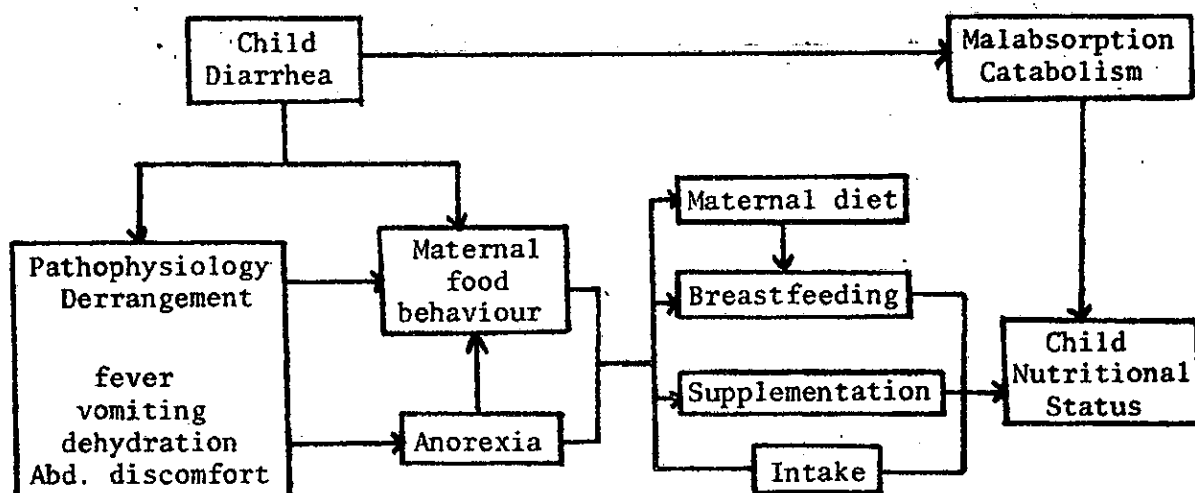 Child
Diarrhea
Malabsorption
Catabolism
Pathophysiology
Derrangement
fever
vomiting
dehydration
Abd. discomfort
Maternal
food
behaviour
Anorexia
Maternal diet
Breastfeeding
Supplementation
Intake
Child
Nutritional
Status